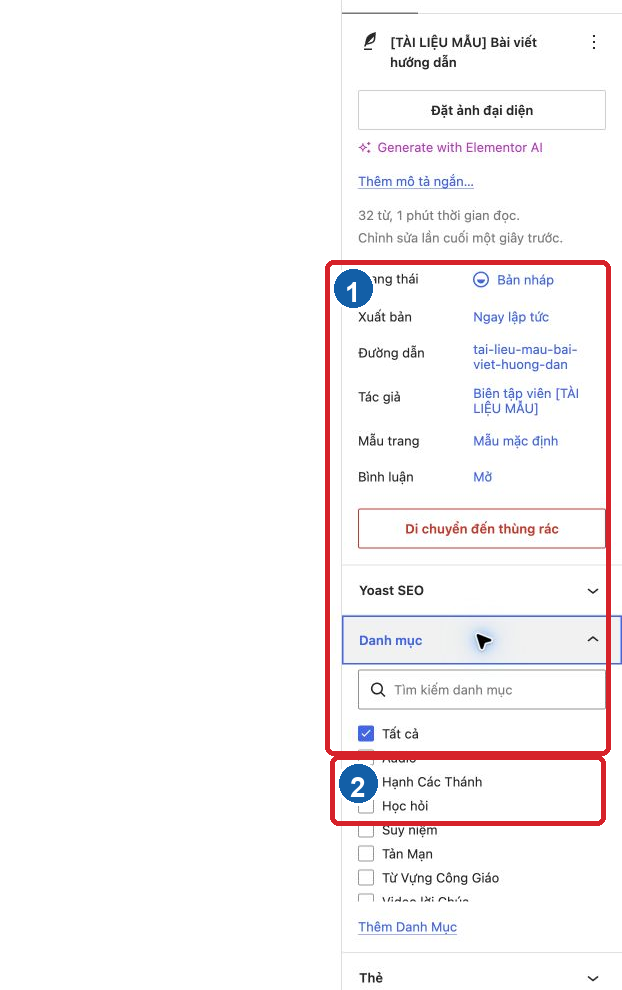 [TÀI LIỆU MẪU] Bài viết
hướng dẫn
Đặt ảnh đại diện
Generate with Elementor AI
Thêm mô tả ngắn...
32 từ, 1 phút thời gian đọc.
Chỉnh sửa lần cuối một giây trước.
1
ạng thái
Bản nháp
Xuất bản
Ngay lập tức
Đường dẫn
tai-lieu-mau-bai-
viet-huong-dan
Tác giả
Biên tập viên [TÀI
LIỆU MẪU]
Mẫu trang
Mẫu mặc định
Bình luận
Mở
Di chuyển đến thùng rác
Yoast SEO
Danh mục
Tìm kiếm danh mục
Tất cả
Audio
2
Hạnh Các Thánh
Học hỏi
Suy niệm
Tản Mạn
Từ Vựng Công Giáo
Video lời Chúa
Thêm Danh Mục
Thẻ